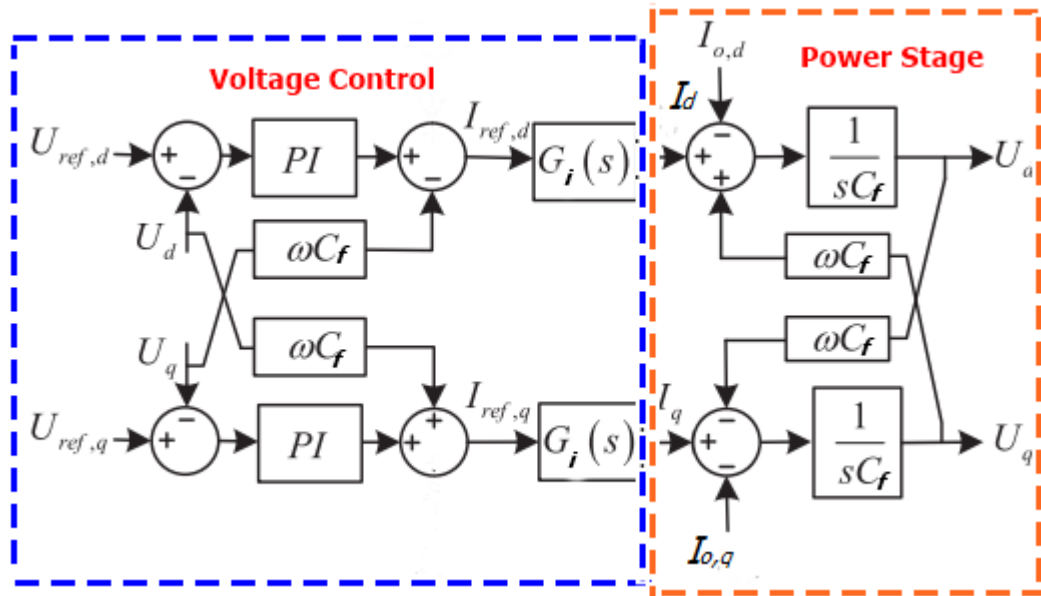 Voltage Control
Power Stage
I_{o,d}
I_d
U_{ref,d}
+
−
PI
+
−
I_{ref,d}
G_i(s)
+
−
+
1
sC_f
U_a
U_d
ωC_f
ωC_f
U_q
ωC_f
ωC_f
U_{ref,q}
+
−
PI
+
+
I_{ref,q}
G_i(s)
I_q
+
−
−
1
sC_f
U_q
I_{o,q}